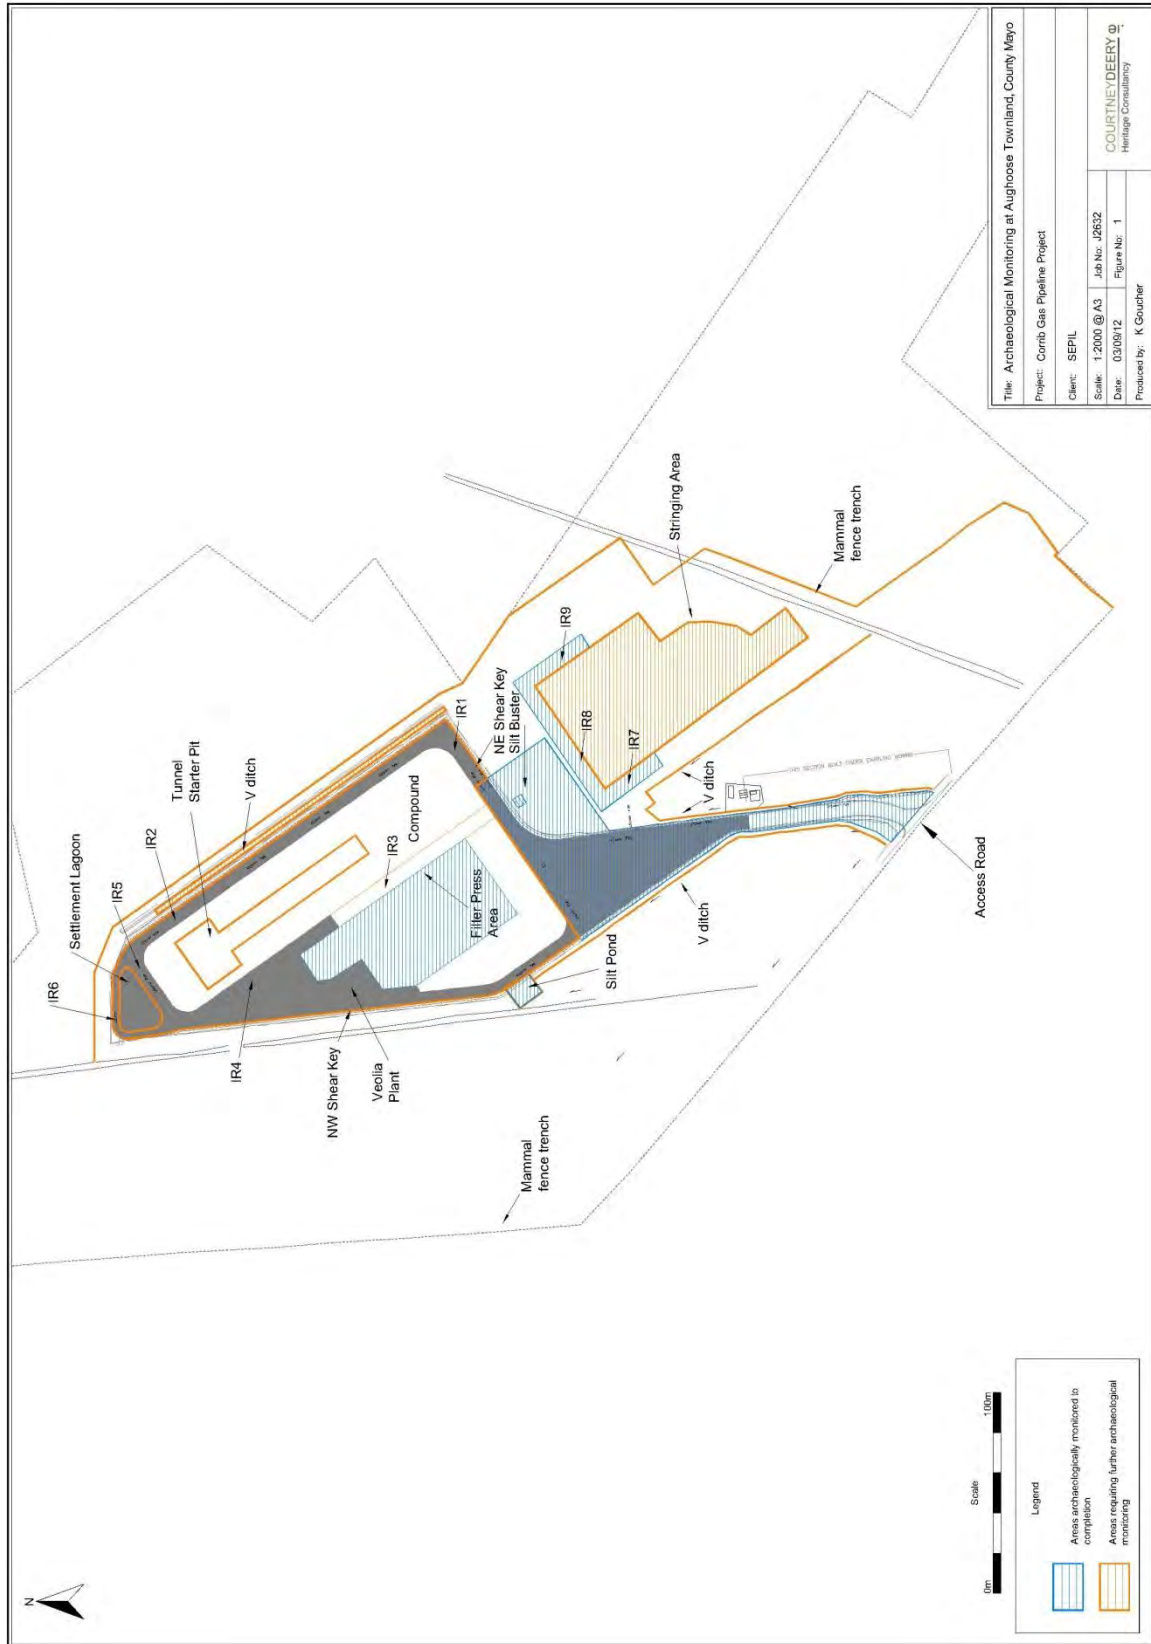 N
Settlement Lagoon
IR6
IR5
IR2
Tunnel
Starter Pit
V ditch
IR4
NW Shear Key
Veolia
Plant
IR3
Compound
Filter Press
Area
IR1
NE Shear Key
Silt Buster
IR9
IR8
IR7
Stringing Area
Silt Pond
V ditch
V ditch
Mammal
fence trench
Mammal
fence trench
Access Road
Scale
0m
100m
Legend
Areas archaeologically monitored to
completion
Areas requiring further archaeological
monitoring
Title: Archaeological Monitoring at Aughoose Townland, County Mayo
Project: Corrib Gas Pipeline Project
Client: SEPIL
Scale: 1:2000 @ A3 Job No: J2632
Date: 03/09/12 Figure No: 1
Produced by: K Goucher
COURTNEYDEERY
Heritage Consultancy